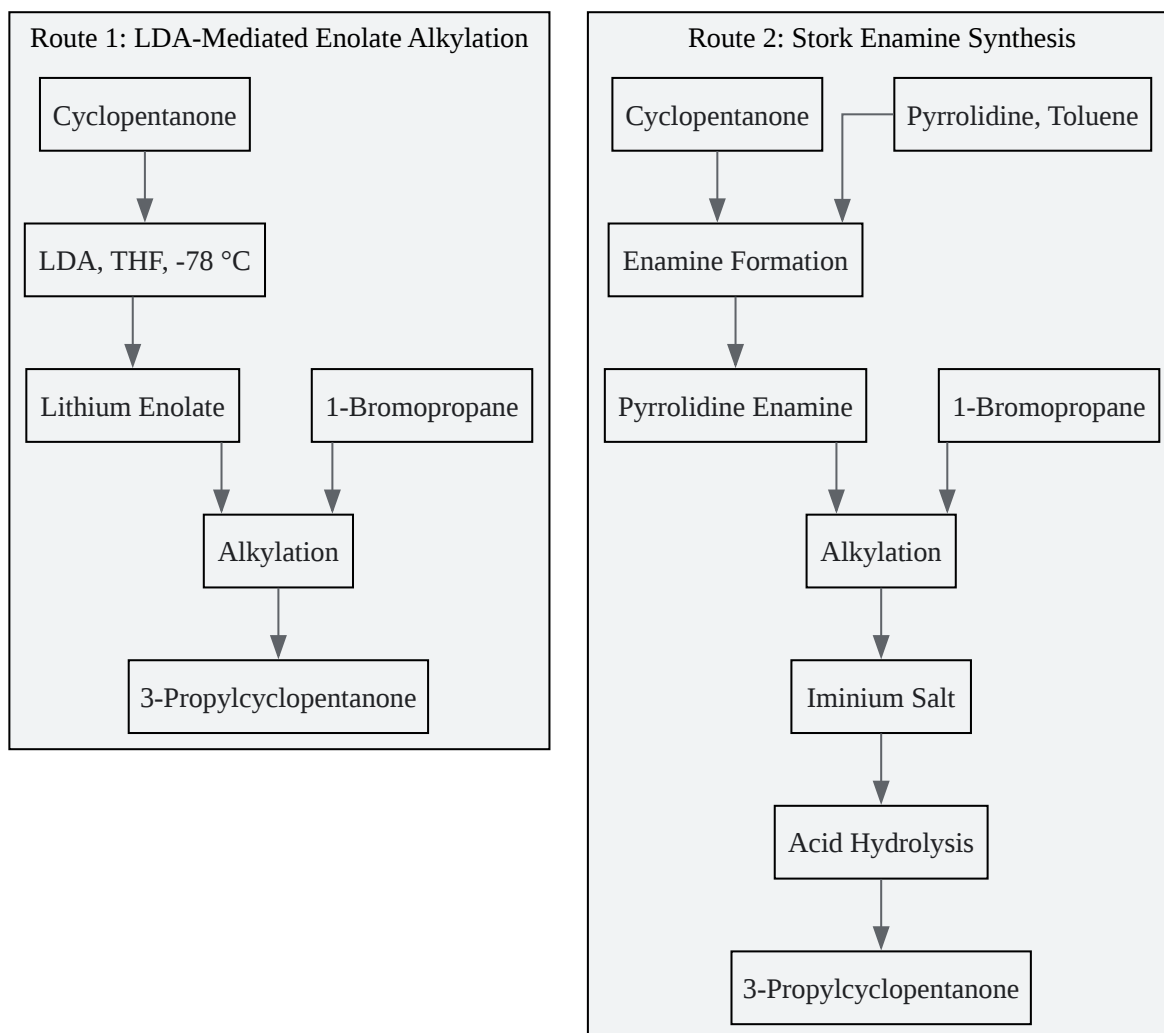 Route 1: LDA-Mediated Enolate Alkylation
Cyclopentanone
LDA, THF, -78 °C
Lithium Enolate
1-Bromopropane
Alkylation
3-Propylcyclopentanone
Route 2: Stork Enamine Synthesis
Cyclopentanone
Pyrrolidine, Toluene
Enamine Formation
Pyrrolidine Enamine
1-Bromopropane
Alkylation
Iminium Salt
Acid Hydrolysis
3-Propylcyclopentanone